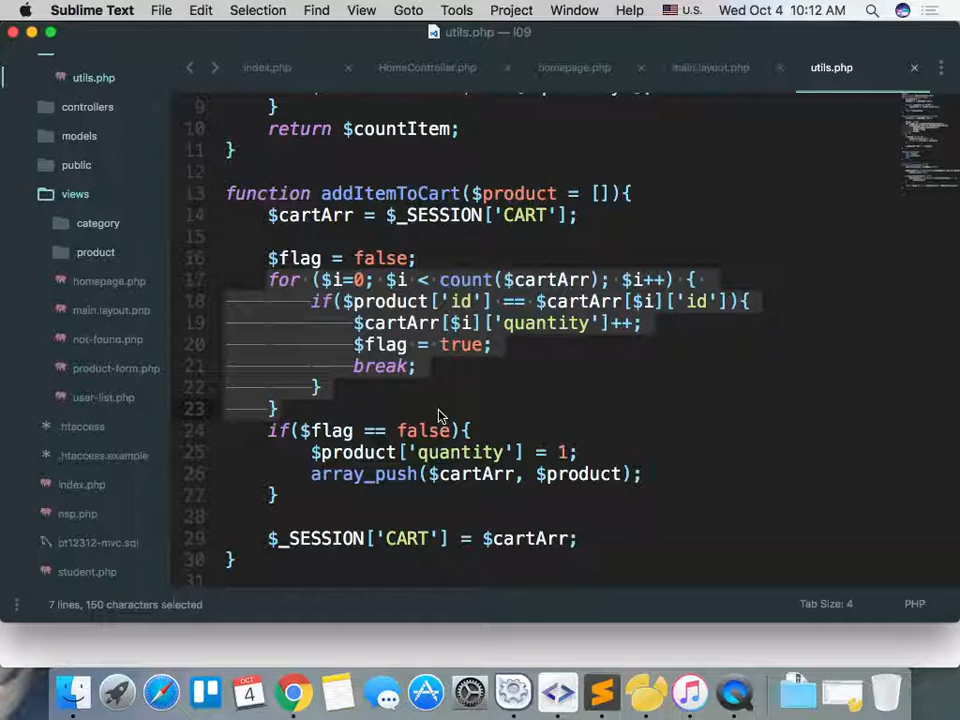 Sublime Text File Edit Selection Find View Goto Tools Project Window Help U.S. Wed Oct 4 10:12 AM
utils.php — l09
utils.php
controllers
models
public
views
category
product
homepage.php
main.layout.php
not-found.php
product-form.php
user-list.php
.htaccess
.htaccess.example
index.php
nsp.php
pt12312-mvc.sql
student.php
index.php HomeController.php homepage.php main.layout.php utils.php
9 }
10 return $countItem;
11 }
12
13 function addItemToCart($product = []){
14 $cartArr = $_SESSION['CART'];
15
16 $flag = false;
17 for ($i=0; $i < count($cartArr); $i++) {
18 if($product['id'] == $cartArr[$i]['id']){
19 $cartArr[$i]['quantity']++;
20 $flag = true;
21 break;
22 }
23 }
24 if($flag == false){
25 $product['quantity'] = 1;
26 array_push($cartArr, $product);
27 }
28
29 $_SESSION['CART'] = $cartArr;
30 }
31
7 lines, 150 characters selected Tab Size: 4 PHP
OCT
4